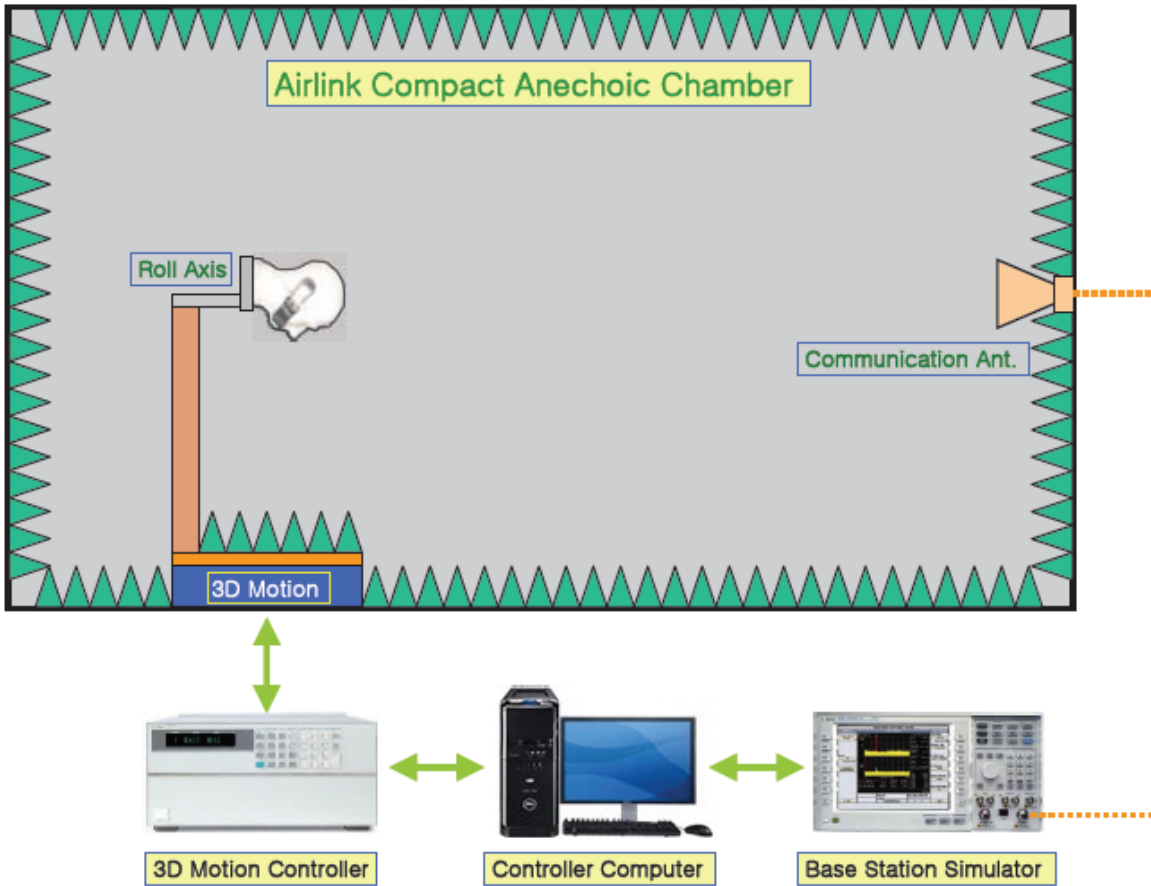 Airlink Compact Anechoic Chamber
Roll Axis
Communication Ant.
3D Motion
3D Motion Controller
Controller Computer
Base Station Simulator